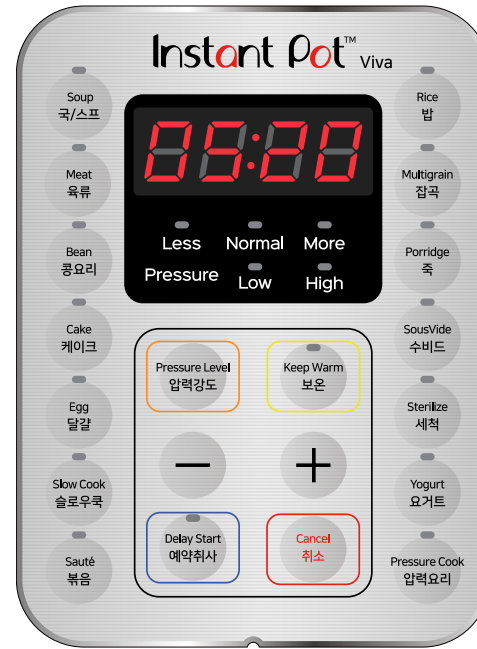 Instant Pot™ Viva
Soup
국/스프
Meat
육류
Bean
콩요리
Cake
케이크
Egg
달걀
Slow Cook
슬로우쿡
Sauté
볶음
05:20
Less Normal More
Pressure Low High
Pressure Level
압력강도
Keep Warm
보온
− +
Delay Start
예약취사
Cancel
취소
Rice
밥
Multigrain
잡곡
Porridge
죽
SousVide
수비드
Sterilize
세척
Yogurt
요거트
Pressure Cook
압력요리